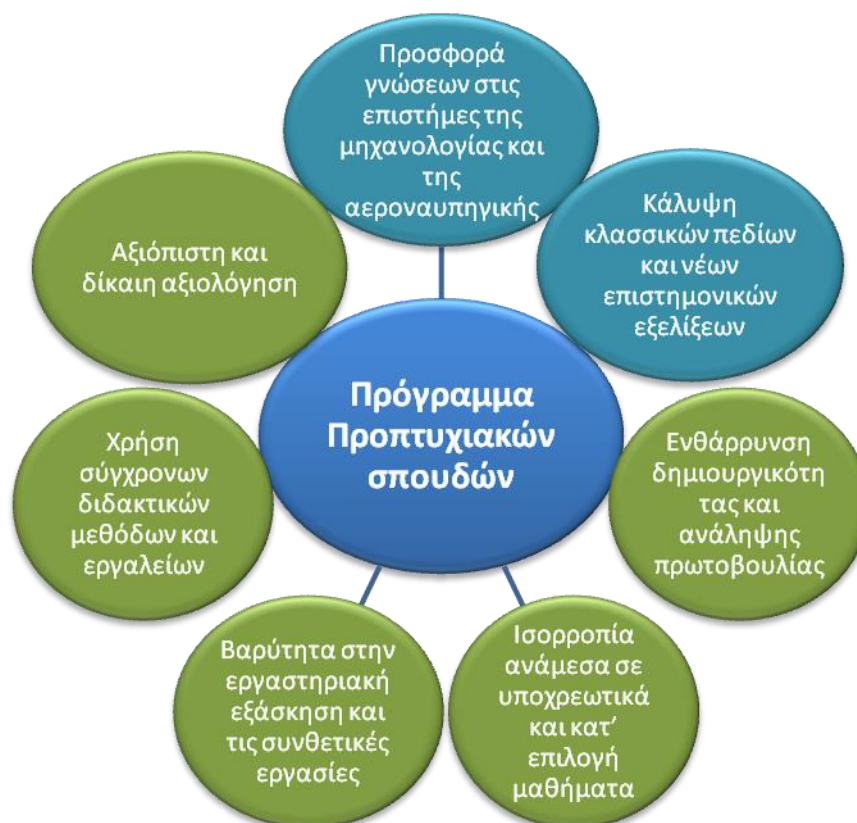 Προσφορά
γνώσεων στις
επιστήμες της
μηχανολογίας και
της
αεροναυπηγικής
Κάλυψη
κλασσικών πεδίων
και νέων
επιστημονικών
εξελίξεων
Ενθάρρυνση
δημιουργικότη
τας και
ανάληψης
πρωτοβουλίας
Ισορροπία
ανάμεσα σε
υποχρεωτικά
και κατ’
επιλογή
μαθήματα
Βαρύτητα στην
εργαστηριακή
εξάσκηση και
τις συνθετικές
εργασίες
Χρήση
σύγχρονων
διδακτικών
μεθόδων και
εργαλείων
Αξιόπιστη και
δίκαιη αξιολόγηση
Πρόγραμμα
Προπτυχιακών
σπουδών